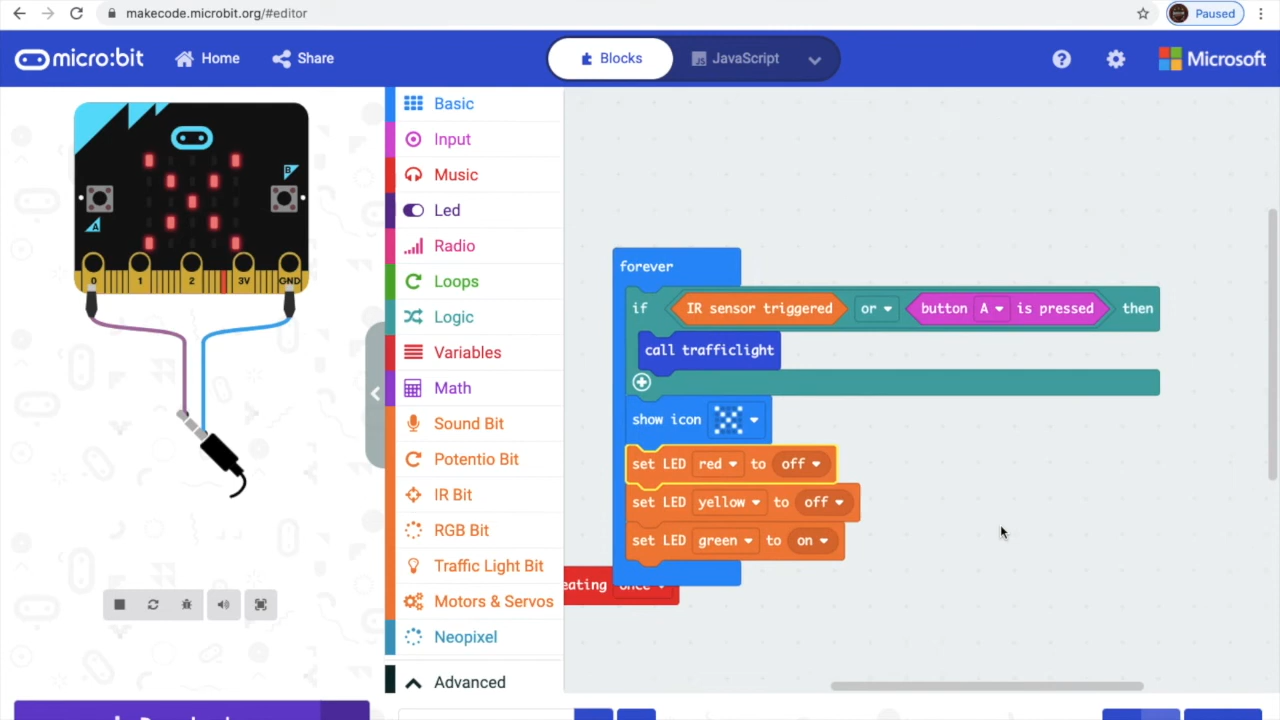 makecode.microbit.org/#editor
Paused
micro:bit
Home
Share
Blocks
JavaScript
Microsoft
B
A
0 1 2 3V GND
Basic
Input
Music
Led
Radio
Loops
Logic
Variables
Math
Sound Bit
Potentio Bit
IR Bit
RGB Bit
Traffic Light Bit
Motors & Servos
Neopixel
Advanced
forever
if IR sensor triggered or button A is pressed then
call trafficlight
show icon
set LED red to off
set LED yellow to off
set LED green to on
eating once